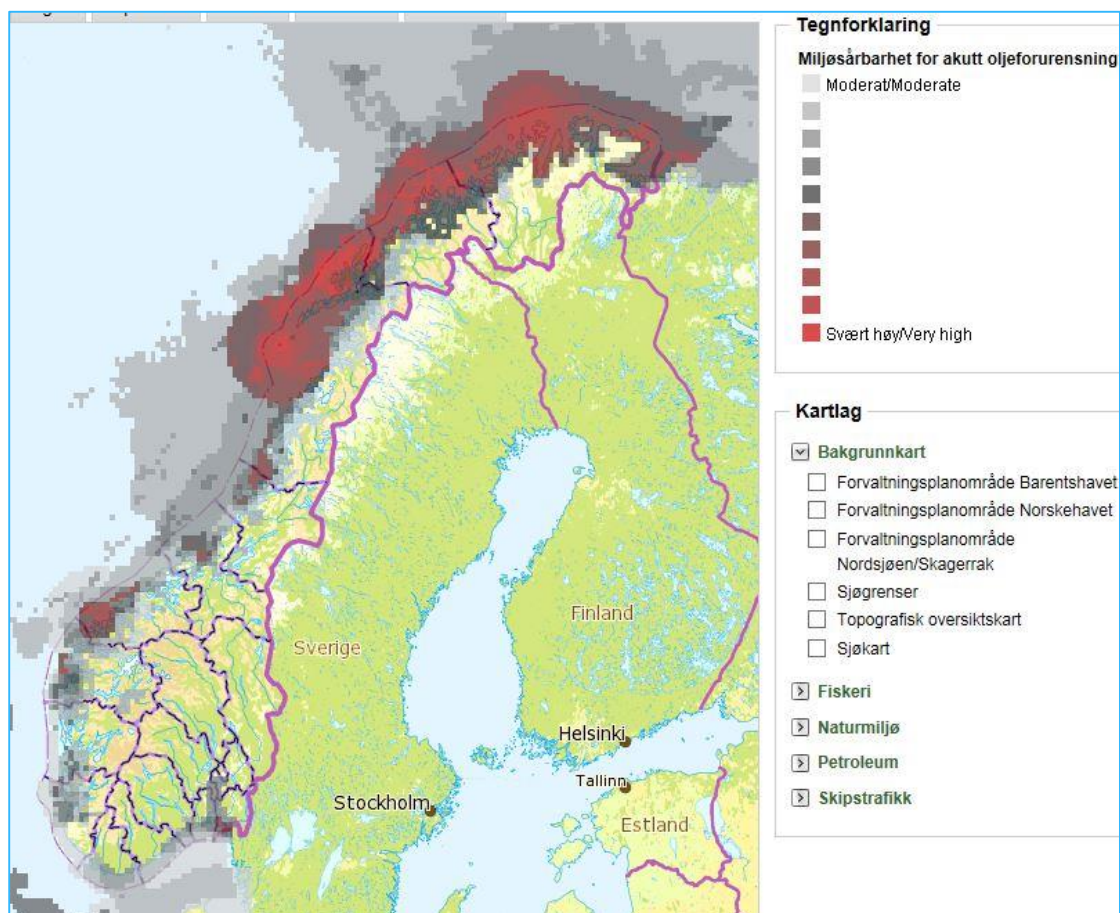 Tegnforklaring
Miljøsårbarhet for akutt oljeforurensning
Moderat/Moderate
Svært høy/Very high
Kartlag
Bakgrunnkart
Forvaltningsplanområde Barentshavet
Forvaltningsplanområde Norskehavet
Forvaltningsplanområde
Nordsjøen/Skagerrak
Sjøgrenser
Topografisk oversiktskart
Sjøkart
Fiskeri
Naturmiljø
Petroleum
Skipstrafikk
Finland
Sverige
Helsinki
Tallinn
Stockholm
Estland